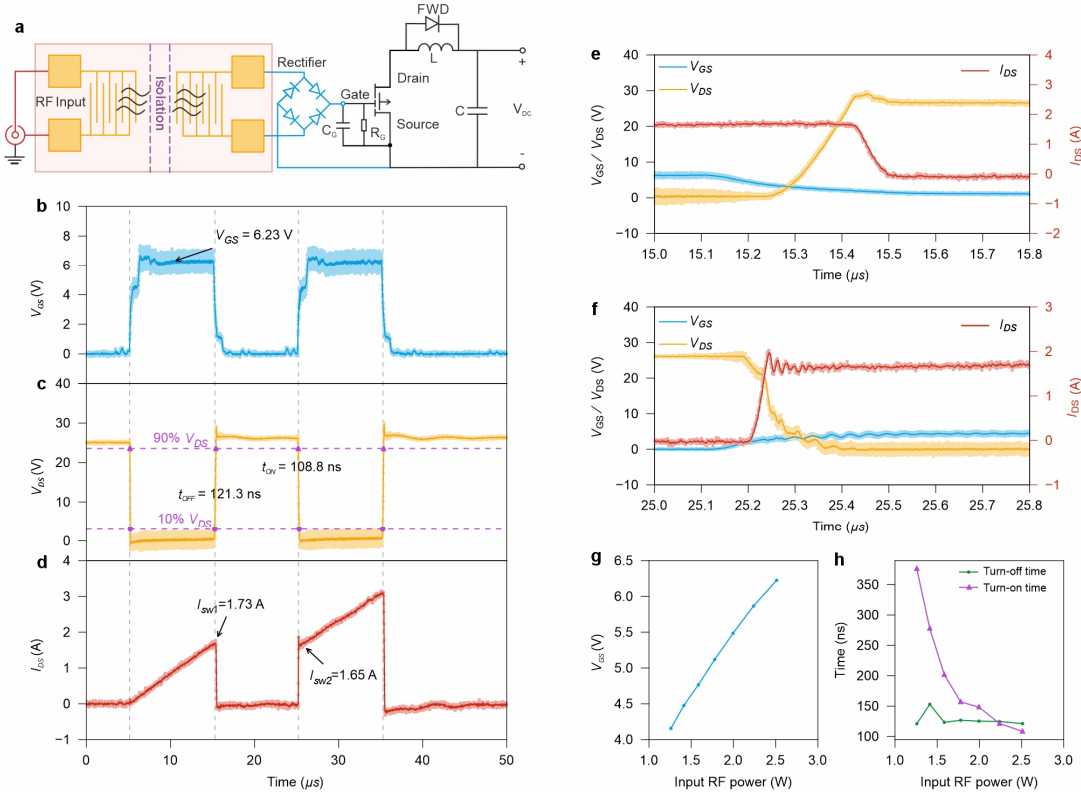 a
FWD
L
Rectifier
Drain
RF Input
Isolation
Gate
C
V_DC
+
-
C_G
R_G
Source
b
10
8
6
4
2
0
V_GS (V)
V_GS = 6.23 V
c
40
30
20
10
0
V_DS (V)
90% V_DS
t_ON = 108.8 ns
t_OFF = 121.3 ns
10% V_DS
d
4
3
2
1
0
−1
I_DS (A)
I_sw1=1.73 A
I_sw2=1.65 A
0 10 20 30 40 50
Time (µs)
e
40
30
20
10
0
−10
V_GS / V_DS (V)
V_GS
V_DS
I_DS
4
3
2
1
0
−1
−2
I_DS (A)
15.0 15.1 15.2 15.3 15.4 15.5 15.6 15.7 15.8
Time (µs)
f
40
30
20
10
0
−10
V_GS / V_DS (V)
V_GS
V_DS
I_DS
3
2
1
0
−1
I_DS (A)
25.0 25.1 25.2 25.3 25.4 25.5 25.6 25.7 25.8
Time (µs)
g
6.5
6.0
5.5
5.0
4.5
4.0
V_GS (V)
1.0 1.5 2.0 2.5 3.0
Input RF power (W)
h
350
300
250
200
150
100
Time (ns)
Turn-off time
Turn-on time
1.0 1.5 2.0 2.5 3.0
Input RF power (W)